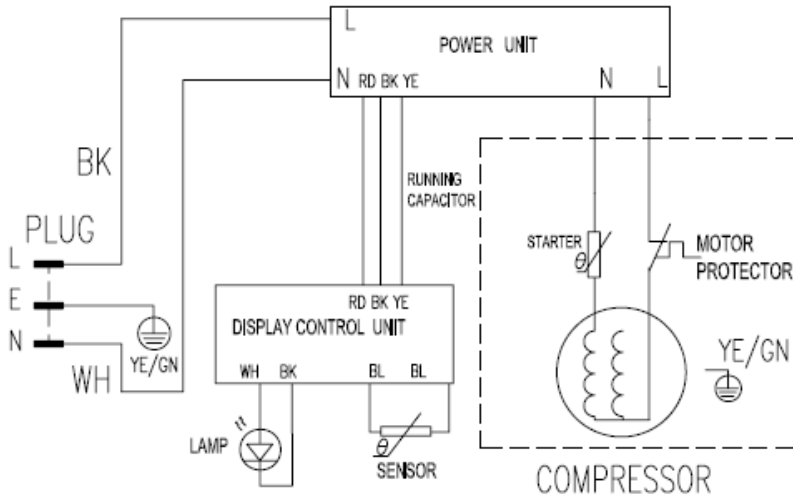 L
POWER UNIT
N RD BK YE N L
BK
RUNNING
CAPACITOR
PLUG
L
E
N
YE/GN
WH
STARTER
θ
MOTOR
PROTECTOR
RD BK YE
DISPLAY CONTROL UNIT
WH BK BL BL
YE/GN
LAMP
θ
SENSOR
COMPRESSOR